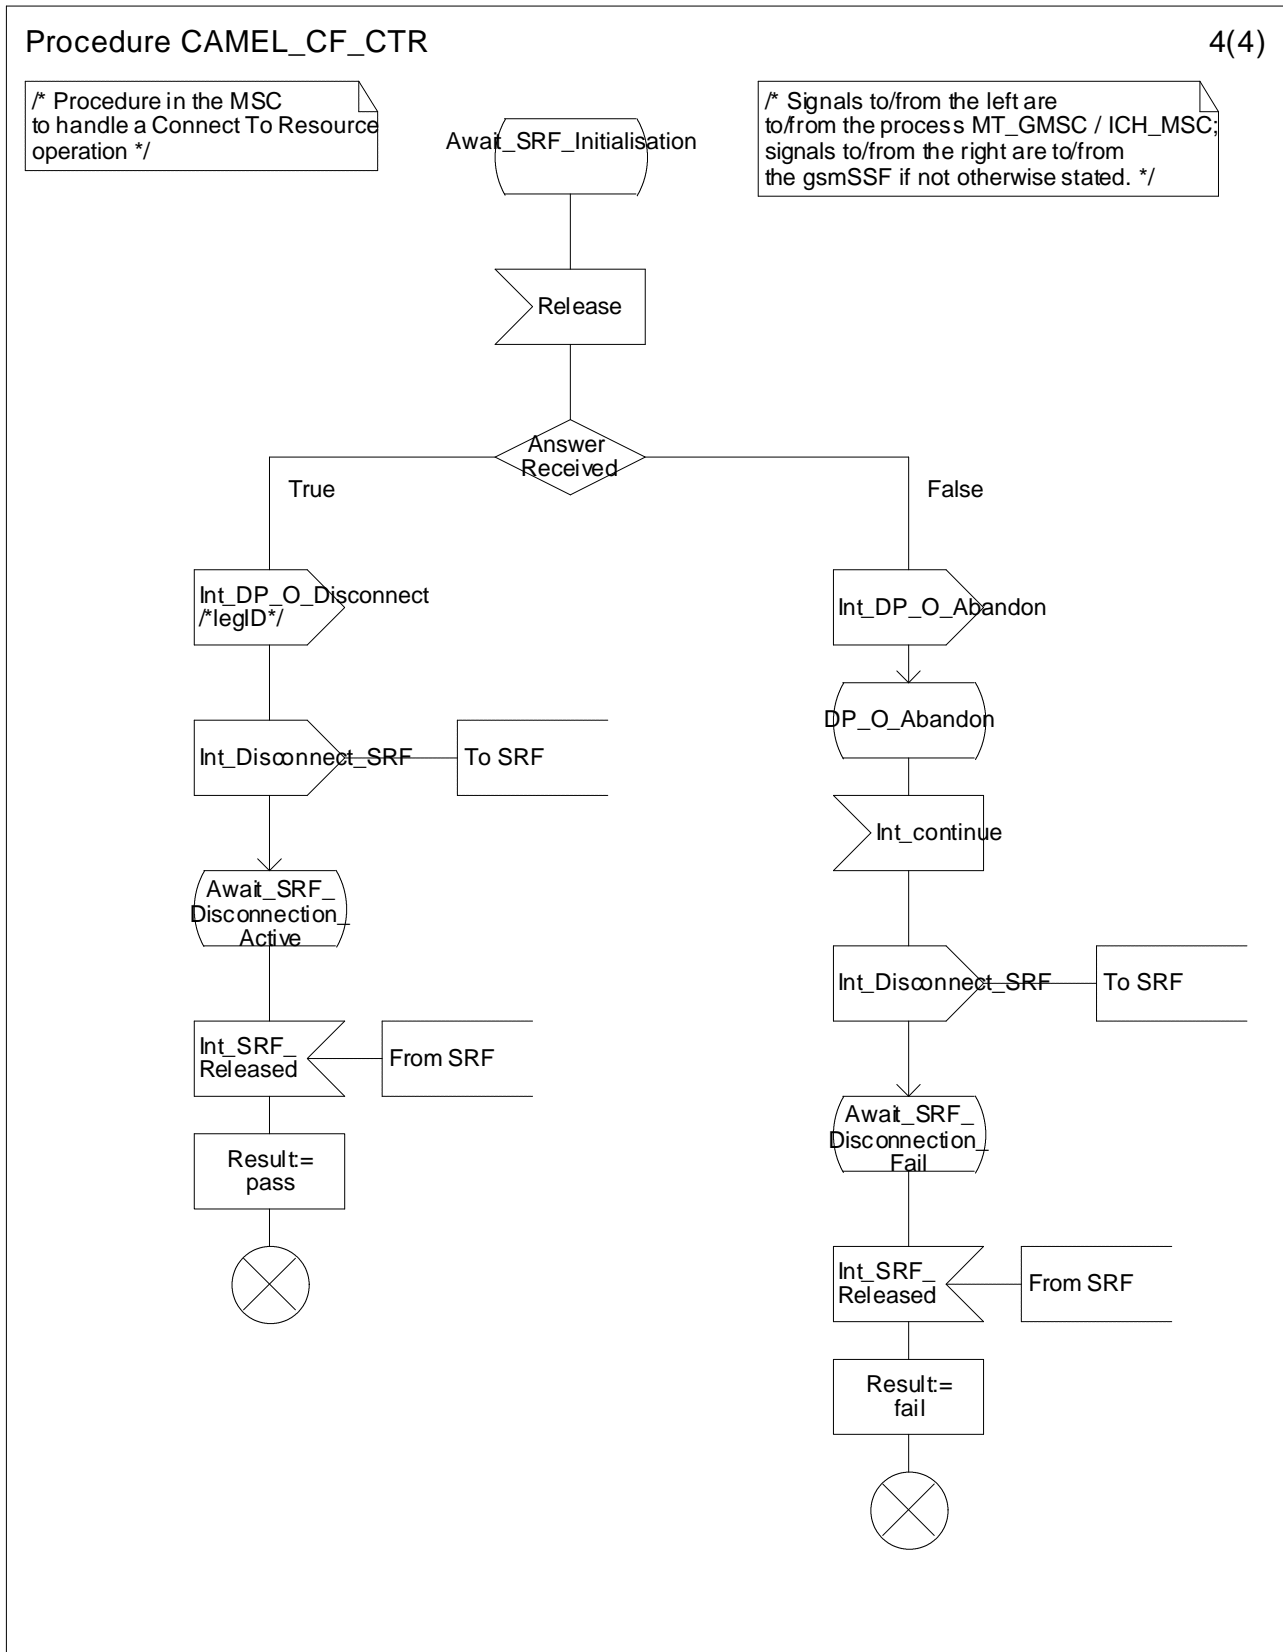 Procedure CAMEL_CF_CTR
4(4)
/* Procedure in the MSC
to handle a Connect To Resource
operation */
/* Signals to/from the left are
to/from the process MT_GMSC / ICH_MSC;
signals to/from the right are to/from
the gsmSSF if not otherwise stated. */
Await_SRF_Initialisation
Release
Answer
Received
True
False
Int_DP_O_Disconnect
/*legID*/
Int_DP_O_Abandon
DP_O_Abandon
Int_Disconnect_SRF
To SRF
Int_continue
Await_SRF_
Disconnection_
Active
Int_Disconnect_SRF
To SRF
Int_SRF_
Released
From SRF
Await_SRF_
Disconnection_
Fail
Result:=
pass
Int_SRF_
Released
From SRF
Result:=
fail